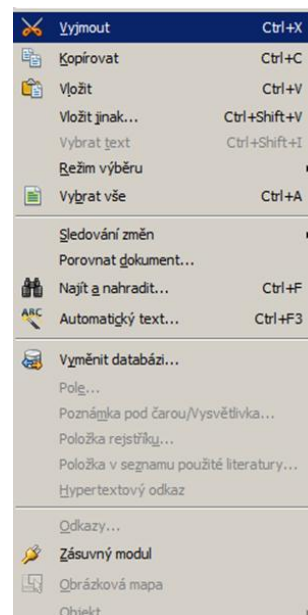 Vyjmout Ctrl+X
Kopírovat Ctrl+C
Vložit Ctrl+V
Vložit jinak... Ctrl+Shift+V
Vybrat text Ctrl+Shift+I
Režim výběru
Vybrat vše Ctrl+A
Sledování změn
Porovnat dokument...
Najít a nahradit... Ctrl+F
ABC Automatický text... Ctrl+F3
Vyměnit databázi...
Pole...
Poznámka pod čarou/Vysvětlivka...
Položka rejstříku...
Položka v seznamu použité literatury...
Hypertextový odkaz
Odkazy...
Zásuvný modul
Obrázková mapa
Objekt